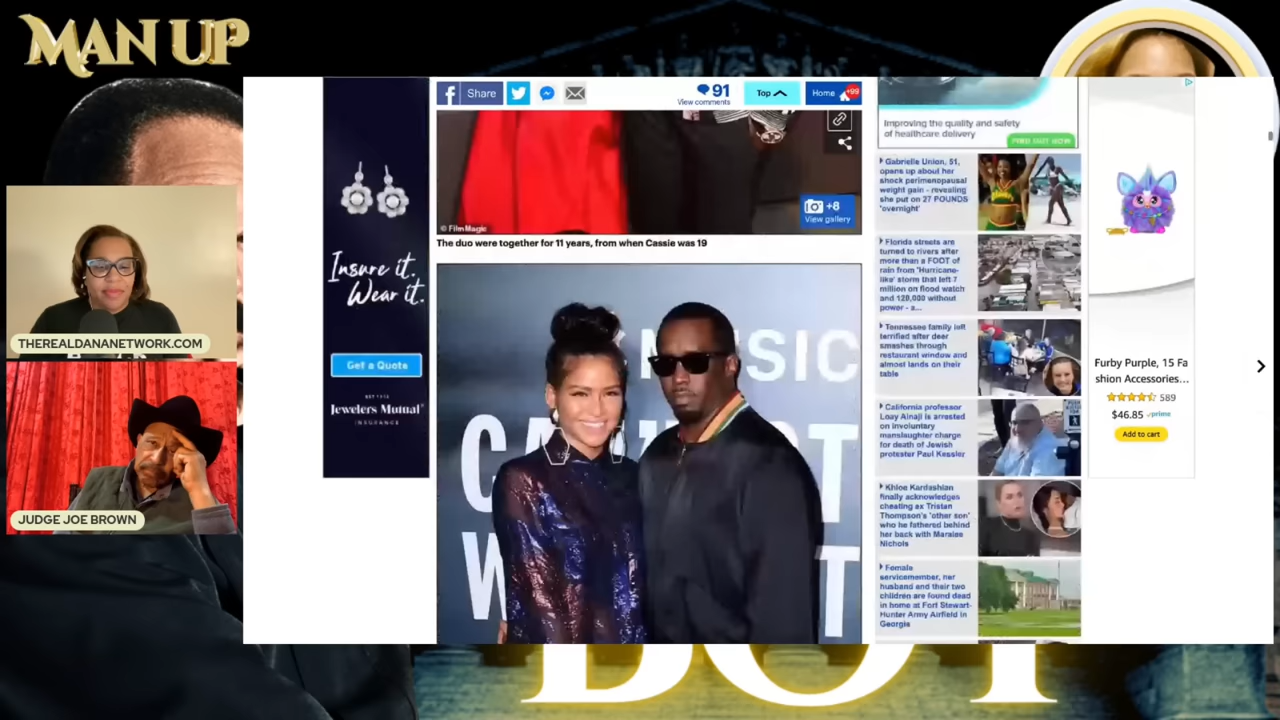 MAN UP
THEREALDANANETWORK.COM
JUDGE JOE BROWN
Insure it.
Wear it.
Get a Quote
Jewelers Mutual
INSURANCE
Share
91
View comments
Top
Home
+99
+8
View gallery
© FilmMagic
The duo were together for 11 years, from when Cassie was 19
MUSIC
Improving the quality and safety
of healthcare delivery
FIND OUT NOW
Gabrielle Union, 51,
opens up about her
shock perimenopausal
weight gain - revealing
she put on 27 POUNDS
'overnight'
Florida streets are
turned to rivers after
more than a FOOT of
rain from 'Hurricane-
like' storm that left 7
million on flood watch
and 120,000 without
power - a...
Tennessee family left
terrified after deer
smashes through
restaurant window and
almost lands on their
table
California professor
Loay Alnaji is arrested
on involuntary
manslaughter charge
for death of Jewish
protester Paul Kessler
Khloe Kardashian
finally acknowledges
cheating ex Tristan
Thompson's 'other son'
who he fathered behind
her back with Maralee
Nichols
Female
servicemember, her
husband and their two
children are found dead
in home at Fort Stewart-
Hunter Army Airfield in
Georgia
Furby Purple, 15 Fa
shion Accessories...
589
$46.85 prime
Add to cart